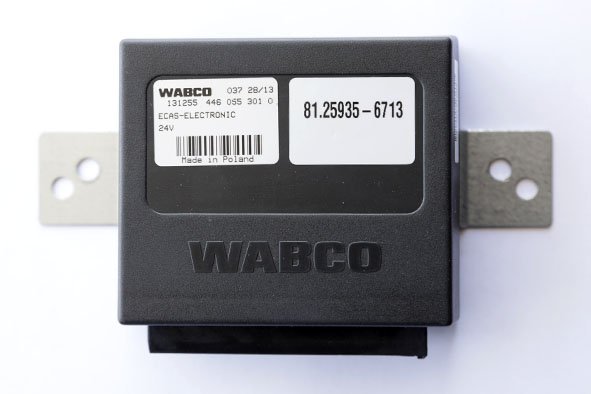 WABCO 037 28/13
131255 446 055 301 0
ECAS-ELECTRONIC
24V
Made in Poland
81.25935-6713
WABCO